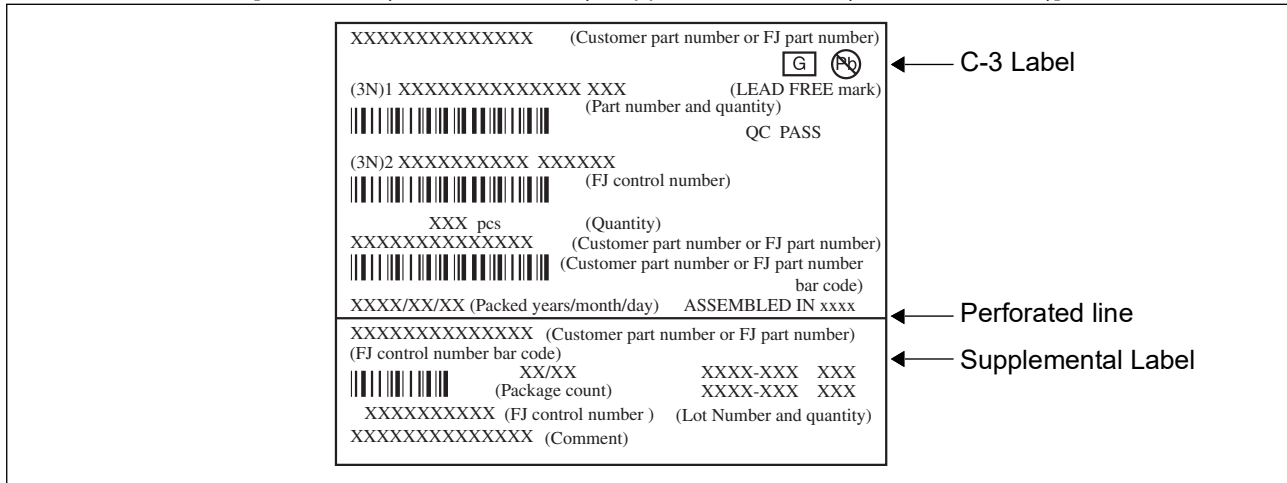 XXXXXXXXXXXXXX (Customer part number or FJ part number)
G Pb
C-3 Label
(3N)1 XXXXXXXXXXXXXX XXX (LEAD FREE mark)
(Part number and quantity)
QC PASS
(3N)2 XXXXXXXXXX XXXXXX
(FJ control number)
XXX pcs (Quantity)
XXXXXXXXXXXXXX (Customer part number or FJ part number)
(Customer part number or FJ part number
bar code)
XXXX/XX/XX (Packed years/month/day) ASSEMBLED IN xxxx
Perforated line
XXXXXXXXXXXXXX (Customer part number or FJ part number)
(FJ control number bar code)
Supplemental Label
XX/XX XXXX-XXX XXX
(Package count) XXXX-XXX XXX
XXXXXXXXXX (FJ control number ) (Lot Number and quantity)
XXXXXXXXXXXXXX (Comment)